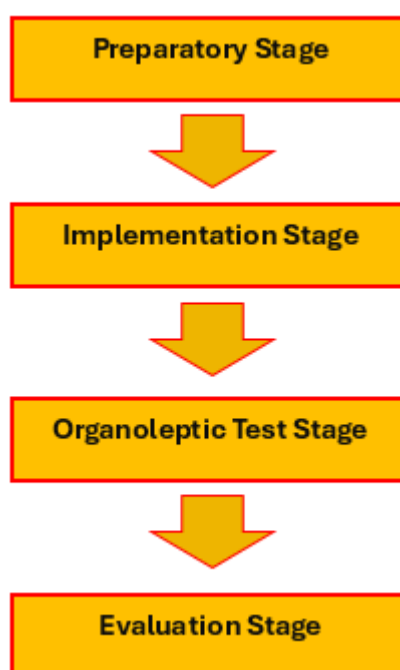 Preparatory Stage
Implementation Stage
Organoleptic Test Stage
Evaluation Stage